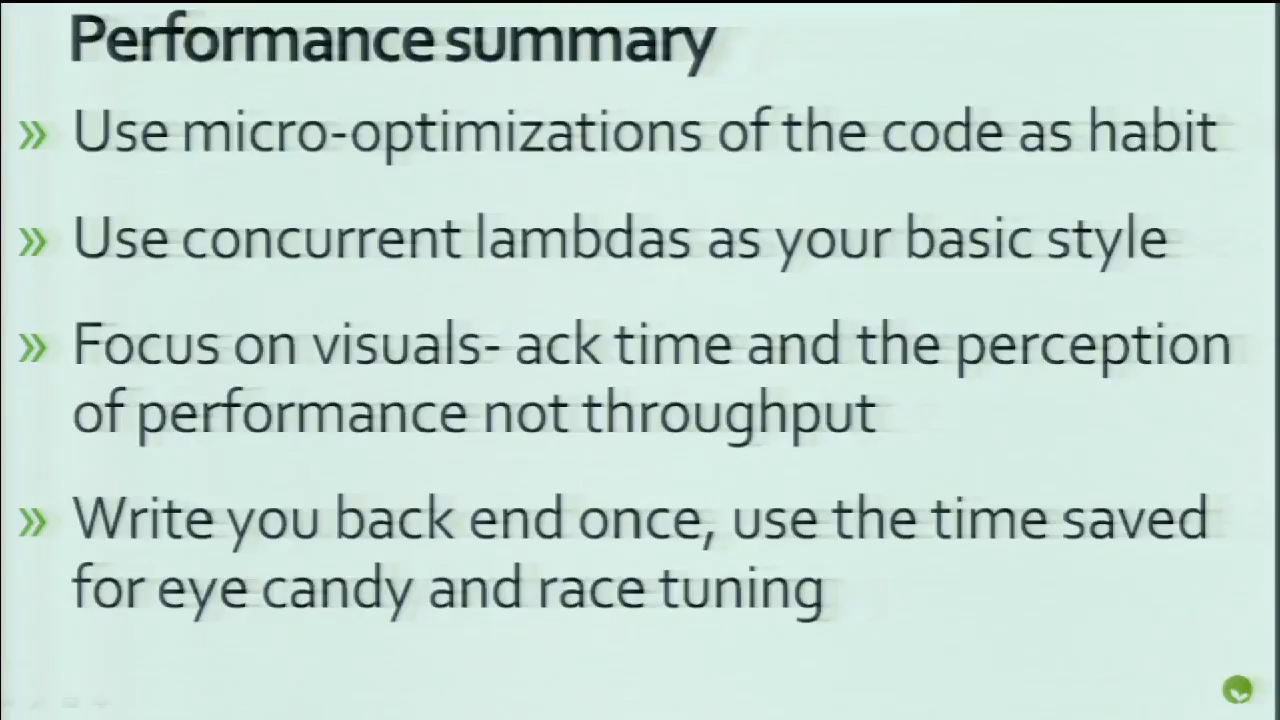 Performance summary
» Use micro-optimizations of the code as habit
» Use concurrent lambdas as your basic style
» Focus on visuals- ack time and the perception
of performance not throughput
» Write you back end once, use the time saved
for eye candy and race tuning